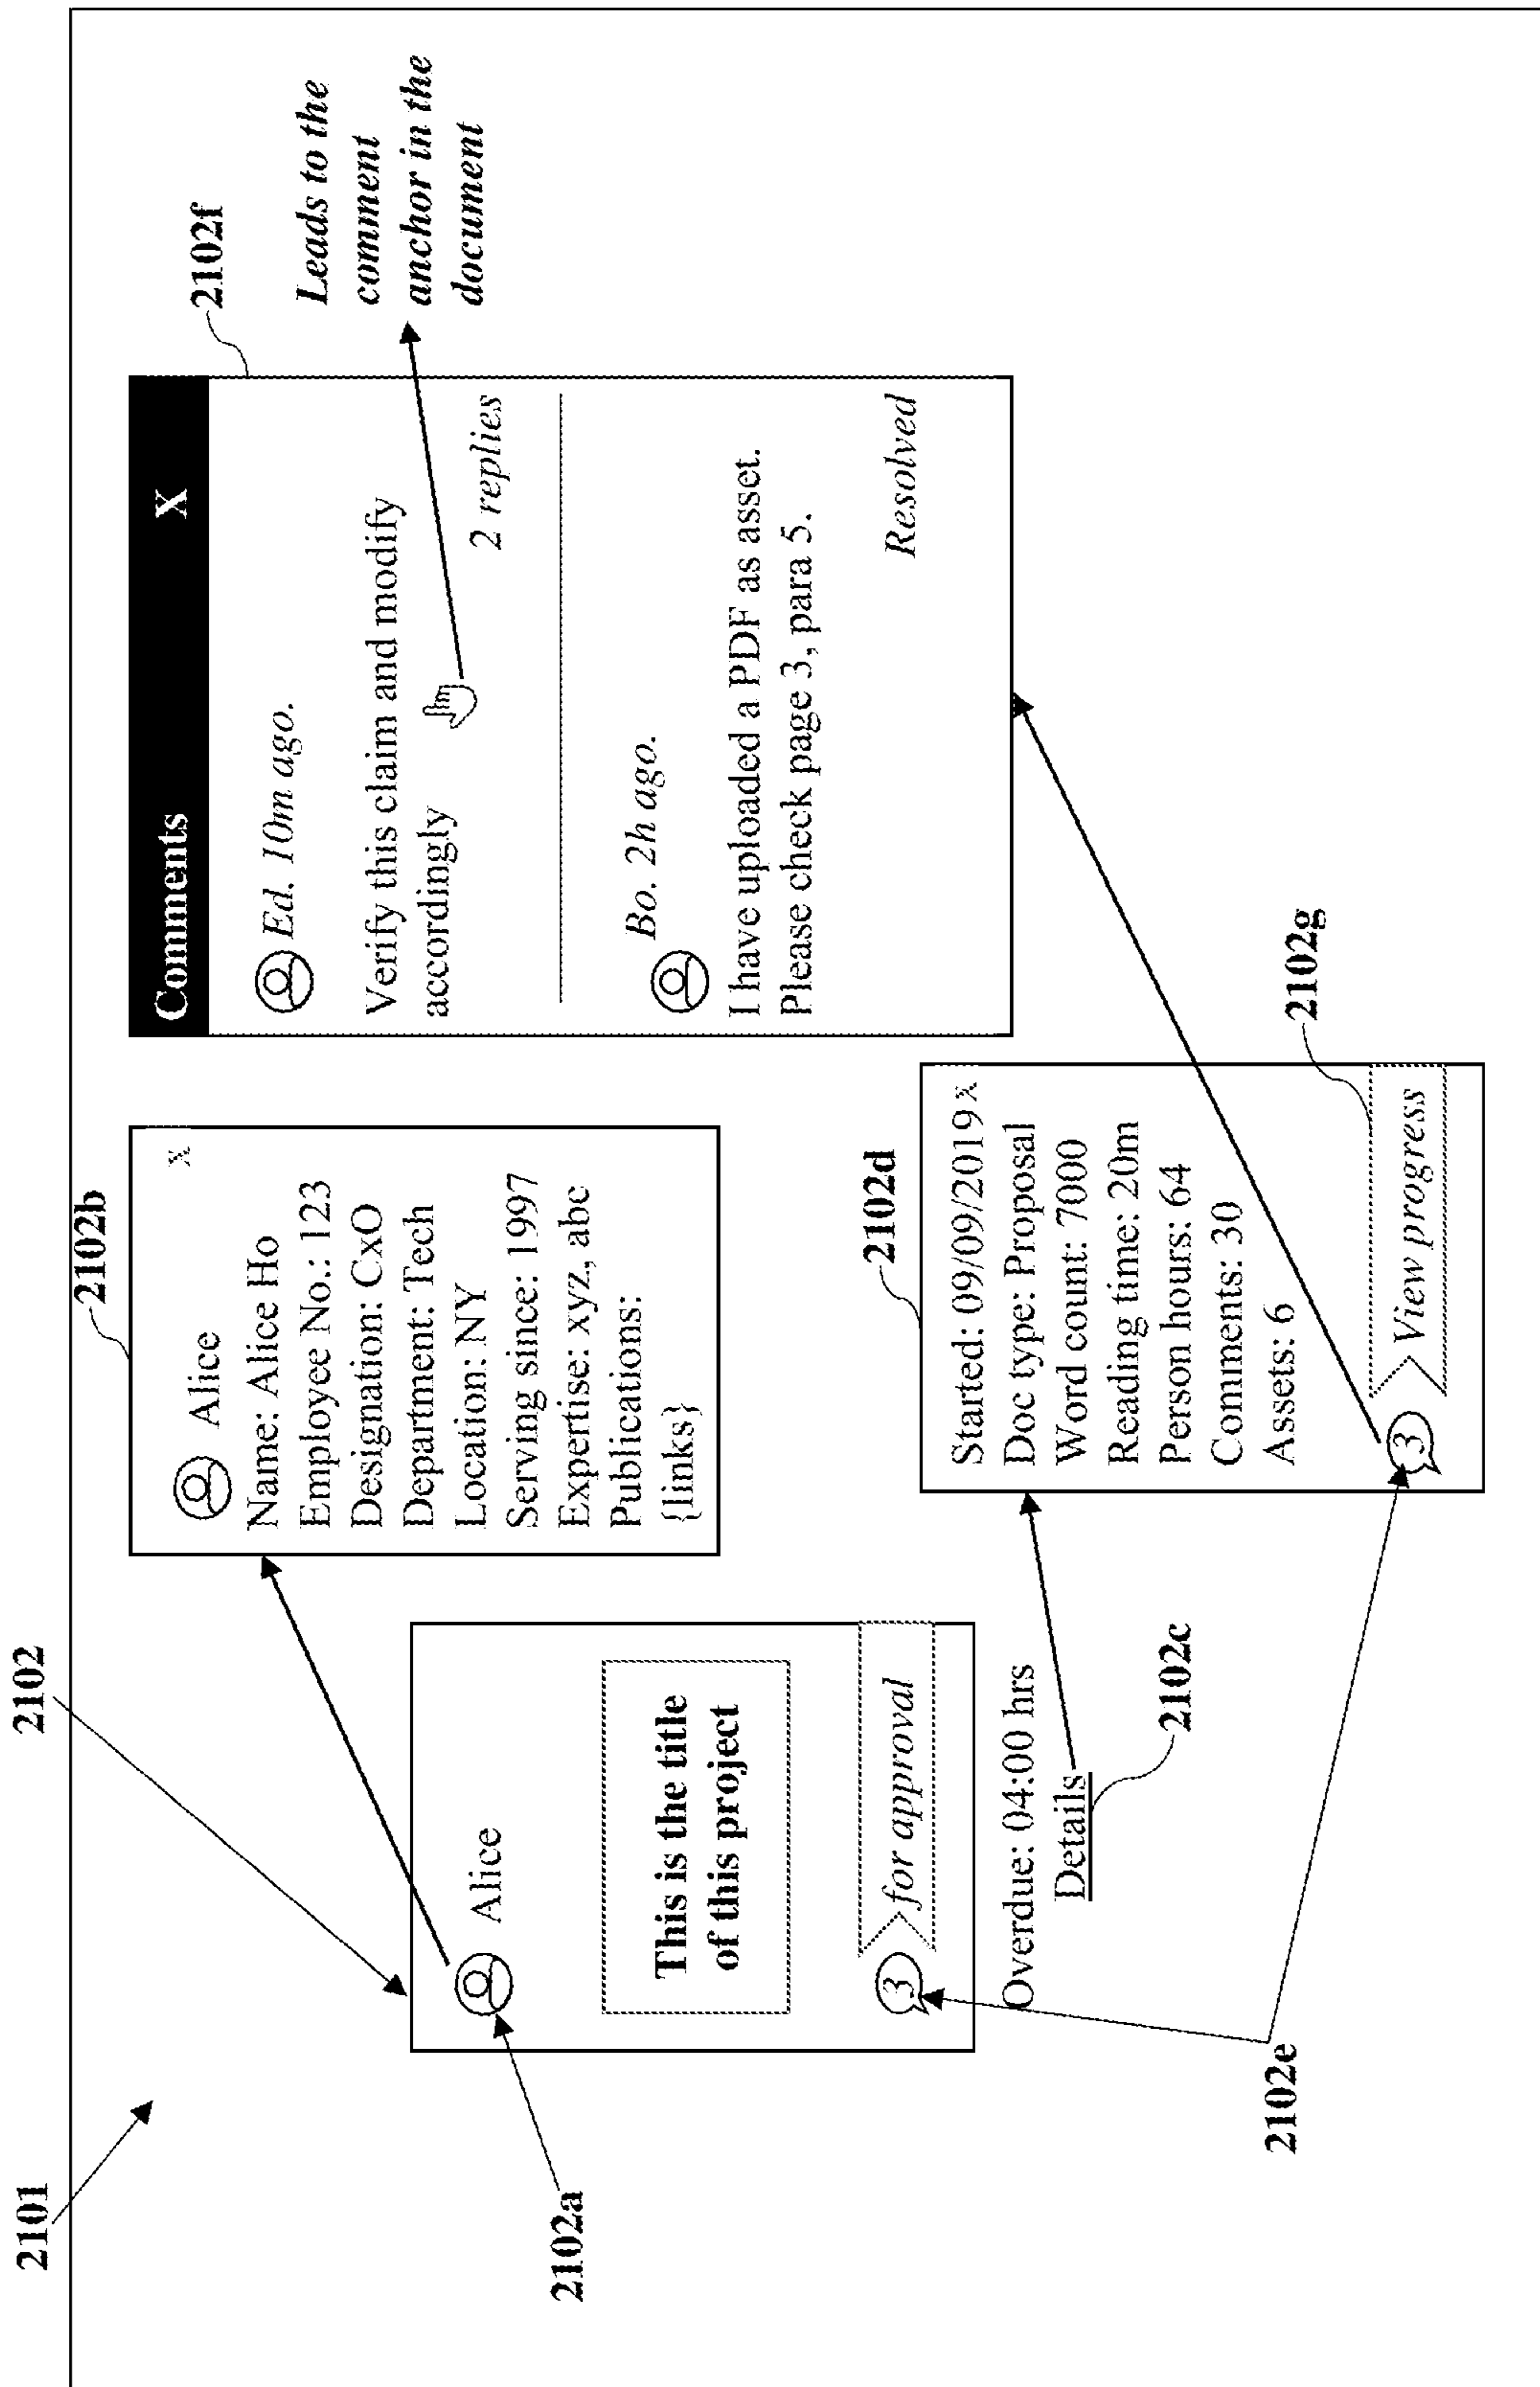 2101
2102
2102a
Alice
This is the title
of this project
3
for approval
Overdue: 04:00 hrs
Details
2102c
2102e
2102b
x
Alice
Name: Alice Ho
Employee No.: 123
Designation: CxO
Department: Tech
Location: NY
Serving since: 1997
Expertise: xyz, abc
Publications:
{links}
2102d
Started: 09/09/2019 x
Doc type: Proposal
Word count: 7000
Reading time: 20m
Person hours: 64
Comments: 30
Assets: 6
3
View progress
2102g
2102f
Comments X
Ed. 10m ago.
Verify this claim and modify
accordingly
2 replies
Bo. 2h ago.
I have uploaded a PDF as asset.
Please check page 3, para 5.
Resolved
Leads to the
comment
anchor in the
document